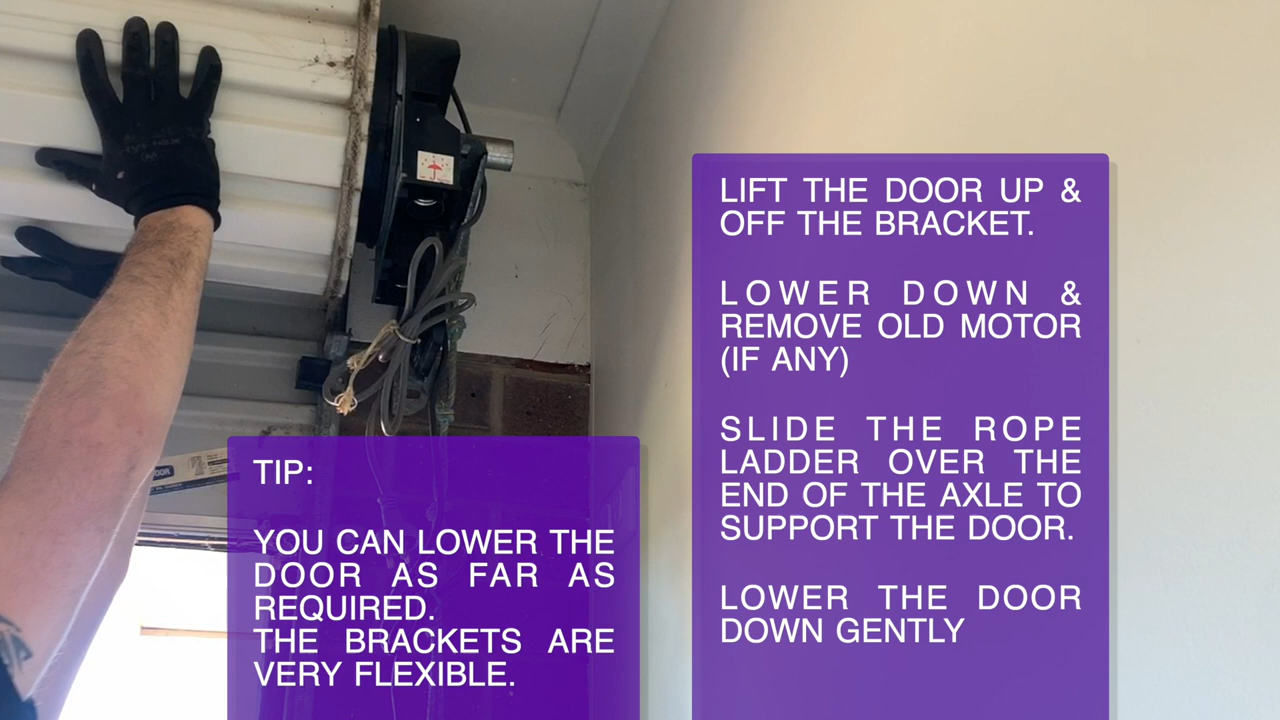 LIFT THE DOOR UP &
OFF THE BRACKET.
LOWER DOWN &
REMOVE OLD MOTOR
(IF ANY)
SLIDE THE ROPE
LADDER OVER THE
END OF THE AXLE TO
SUPPORT THE DOOR.
LOWER THE DOOR
DOWN GENTLY
TIP:
YOU CAN LOWER THE
DOOR AS FAR AS
REQUIRED.
THE BRACKETS ARE
VERY FLEXIBLE.